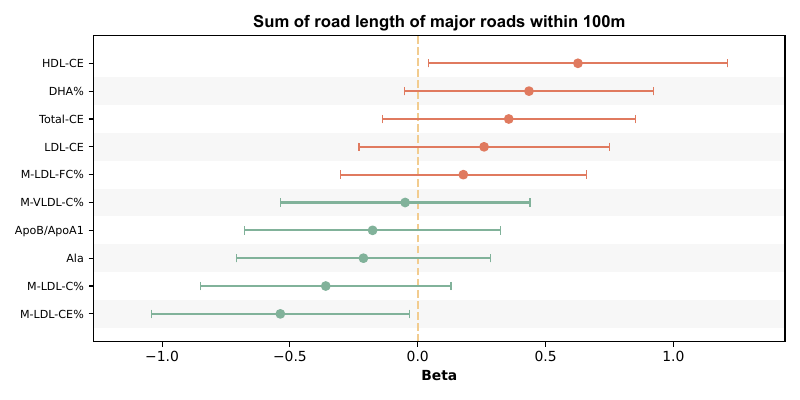 Sum of road length of major roads within 100m
HDL-CE
DHA%
Total-CE
LDL-CE
M-LDL-FC%
M-VLDL-C%
ApoB/ApoA1
Ala
M-LDL-C%
M-LDL-CE%
−1.0 −0.5 0.0 0.5 1.0
Beta